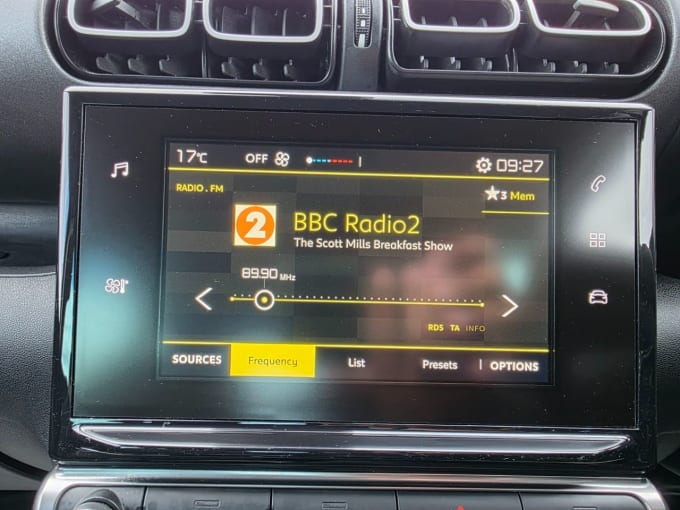 17°C OFF 09:27
RADIO . FM
3 Mem
2
BBC Radio2
The Scott Mills Breakfast Show
89.90 MHz
RDS TA INFO
SOURCES Frequency List Presets OPTIONS